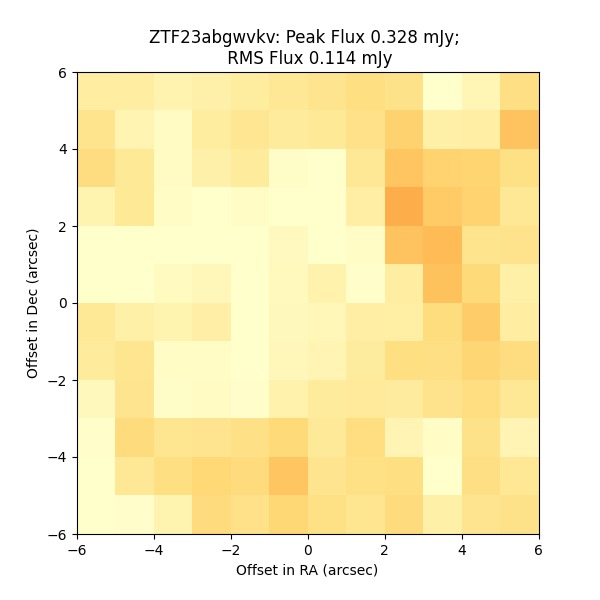 ZTF23abgwvkv: Peak Flux 0.328 mJy;
RMS Flux 0.114 mJy
6
4
2
0
−2
−4
−6
Offset in Dec (arcsec)
−6 −4 −2 0 2 4 6
Offset in RA (arcsec)